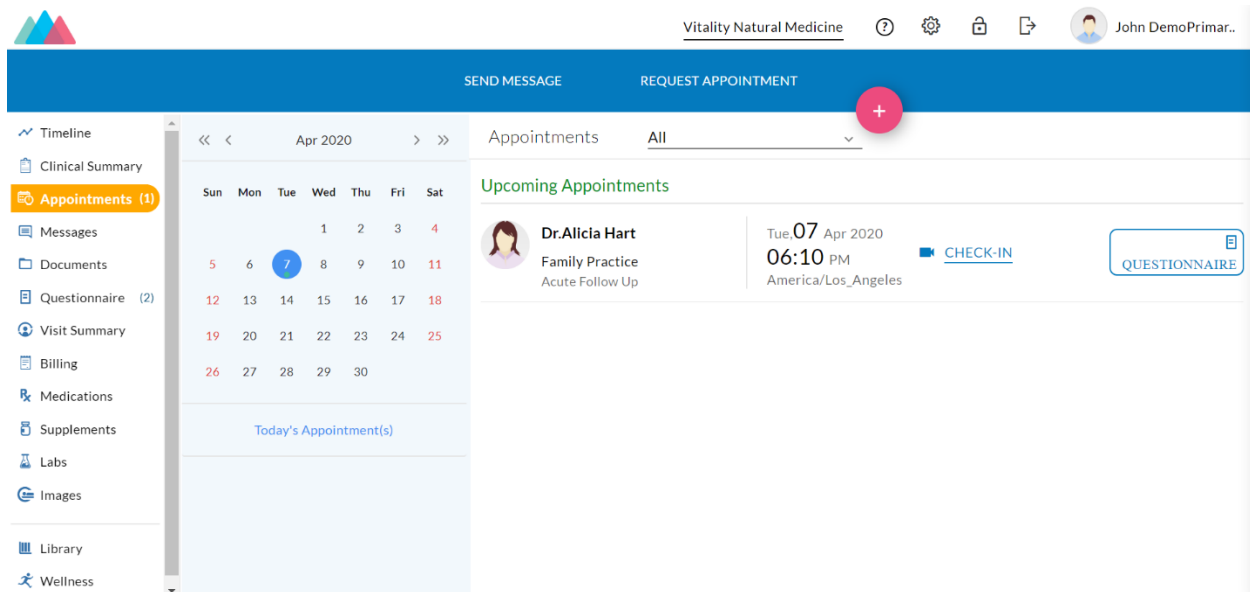 Vitality Natural Medicine
John DemoPrimar..
SEND MESSAGE
REQUEST APPOINTMENT
+
Timeline
Clinical Summary
Appointments (1)
Messages
Documents
Questionnaire (2)
Visit Summary
Billing
Medications
Supplements
Labs
Images
Library
Wellness
Apr 2020
Sun Mon Tue Wed Thu Fri Sat
1 2 3 4
5 6 7 8 9 10 11
12 13 14 15 16 17 18
19 20 21 22 23 24 25
26 27 28 29 30
Today's Appointment(s)
Appointments All
Upcoming Appointments
Dr.Alicia Hart
Family Practice
Acute Follow Up
Tue,07 Apr 2020
06:10 PM
America/Los_Angeles
CHECK-IN
QUESTIONNAIRE